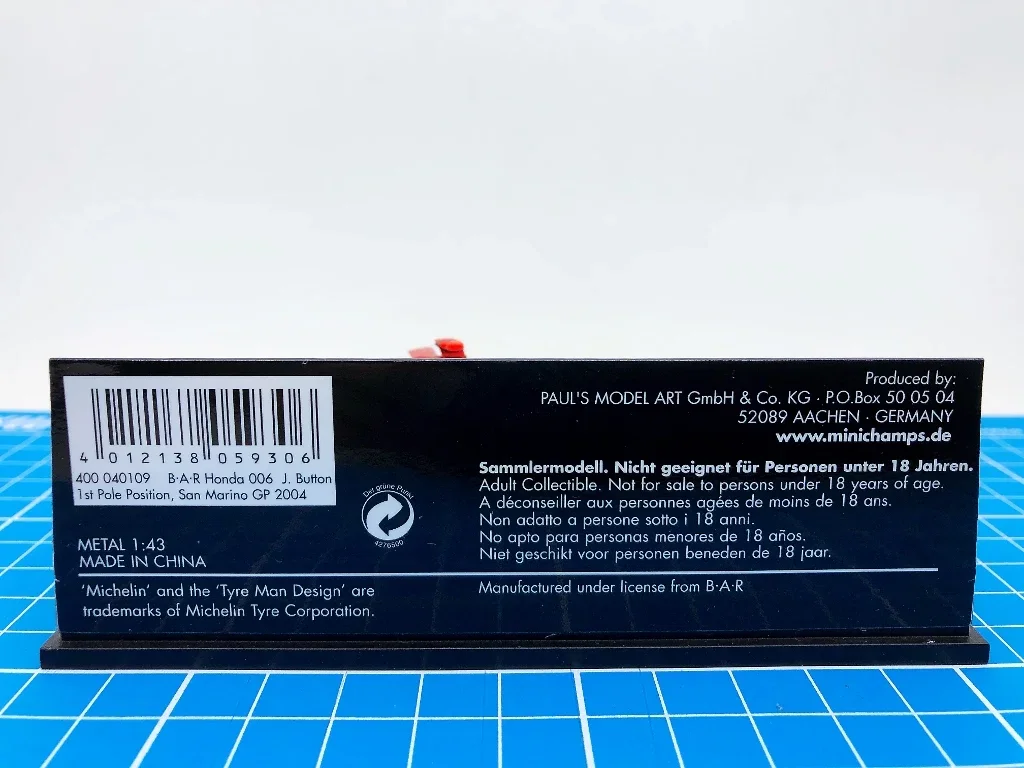 4 012138 059306
400 040109 B·A·R Honda 006 J. Button
1st Pole Position, San Marino GP 2004
METAL 1:43
MADE IN CHINA
'Michelin' and the 'Tyre Man Design' are
trademarks of Michelin Tyre Corporation.
Der grüne Punkt
4276500
Produced by:
PAUL'S MODEL ART GmbH & Co. KG · P.O.Box 50 05 04
52089 AACHEN · GERMANY
www.minichamps.de
Sammlermodell. Nicht geeignet für Personen unter 18 Jahren.
Adult Collectible. Not for sale to persons under 18 years of age.
A déconseiller aux personnes agées de moins de 18 ans.
Non adatto a persone sotto i 18 anni.
No apto para personas menores de 18 años.
Niet geschikt voor personen beneden de 18 jaar.
Manufactured under license from B·A·R